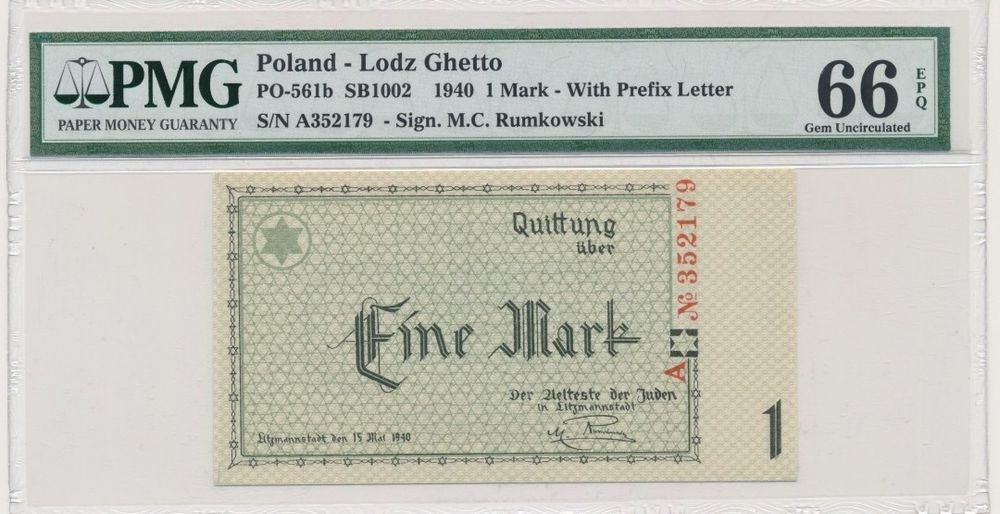 PMG
PAPER MONEY GUARANTY
Poland - Lodz Ghetto
PO-561b SB1002 1940 1 Mark - With Prefix Letter
S/N A352179 - Sign. M.C. Rumkowski
66
EPQ
Gem Uncirculated
Quittung
über
Eine Mark
Der Aelteste der Juden
in Litzmannstadt
Litzmannstadt den 15 Mai 1940
A № 352179
1